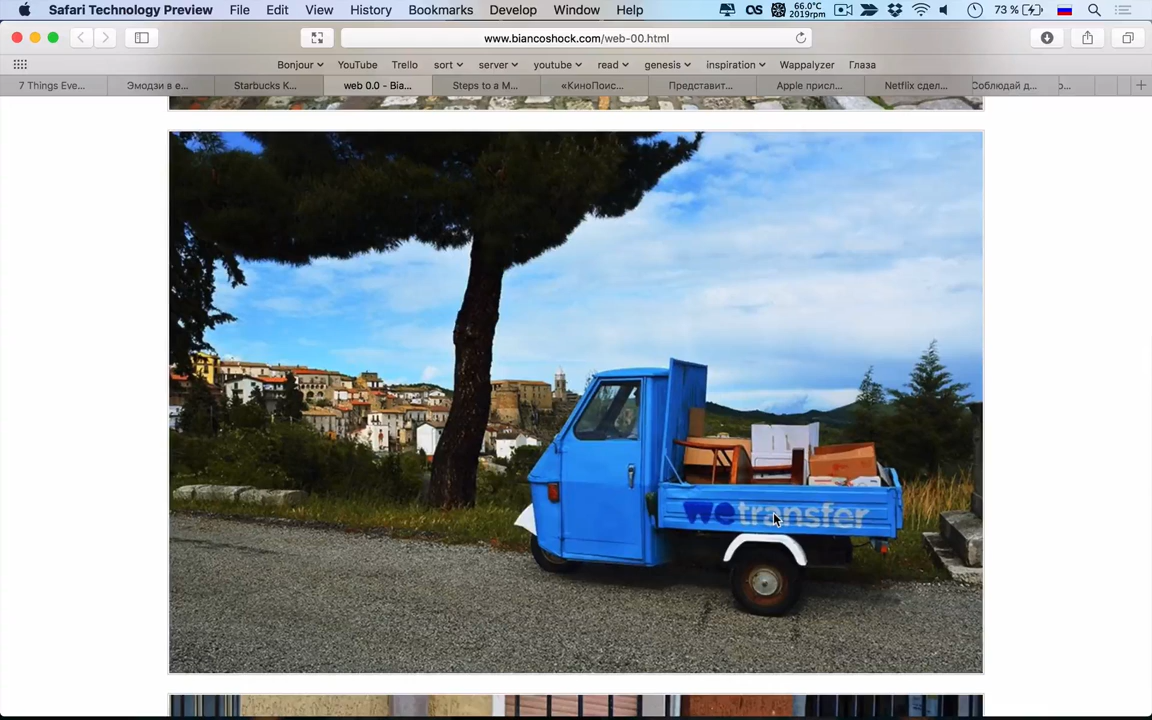 Safari Technology Preview File Edit View History Bookmarks Develop Window Help 66.0°C 2019rpm 73 %
www.biancoshock.com/web-00.html
Bonjour YouTube Trello sort server youtube read genesis inspiration Wappalyzer Глаза
7 Things Eve... Эмодзи в е... Starbucks K... web 0.0 - Bia... Steps to a M... «КиноПоис... Представит... Apple присл... Netflix сдел... Соблюдай д...
wetransfer